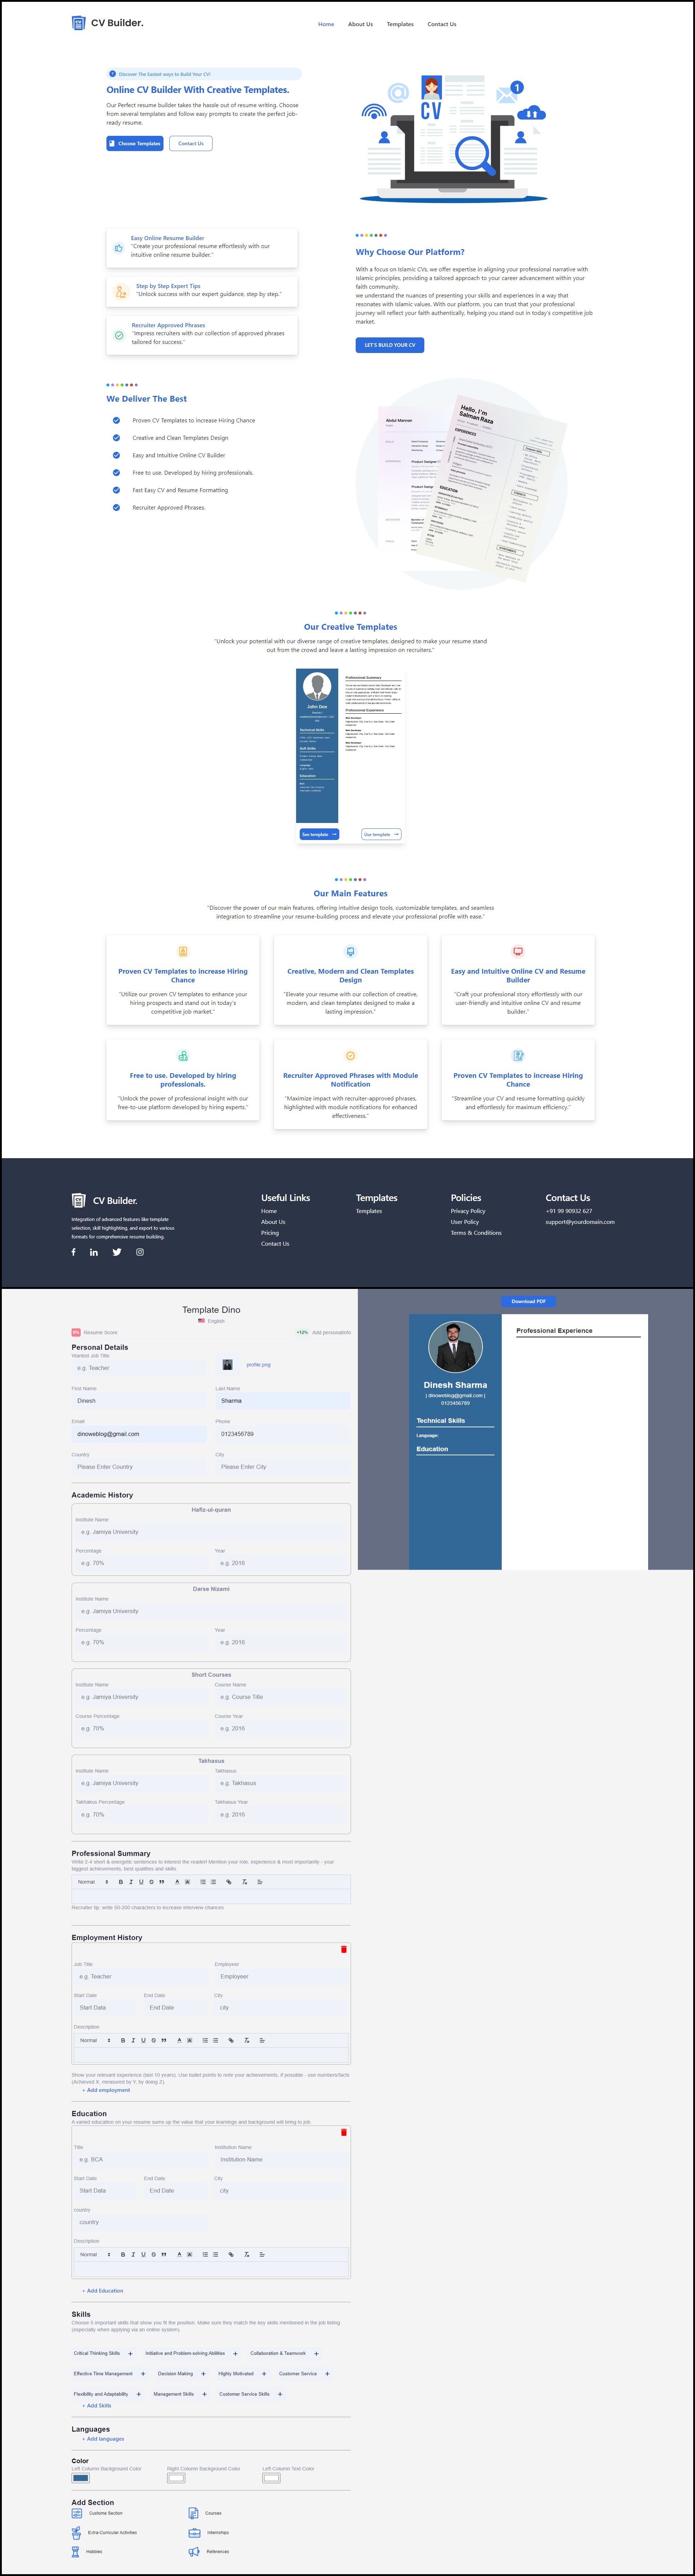 CV Builder.
Home About Us Templates Contact Us
Discover The Easiest ways to Build Your CV!
Online CV Builder With Creative Templates.
Our Perfect resume builder takes the hassle out of resume writing. Choose
from several templates and follow easy prompts to create the perfect job-
ready resume.
Choose Templates Contact Us
CV
1
Easy Online Resume Builder
"Create your professional resume effortlessly with our
intuitive online resume builder."
Step by Step Expert Tips
"Unlock success with our expert guidance, step by step."
Recruiter Approved Phrases
"Impress recruiters with our collection of approved phrases
tailored for success."
Why Choose Our Platform?
With a focus on Islamic CVs, we offer expertise in aligning your professional narrative with
Islamic principles, providing a tailored approach to your career advancement within your
faith community.
we understand the nuances of presenting your skills and experiences in a way that
resonates with Islamic values. With our platform, you can trust that your professional
journey will reflect your faith authentically, helping you stand out in today's competitive job
market.
LET'S BUILD YOUR CV
We Deliver The Best
Proven CV Templates to increase Hiring Chance
Creative and Clean Templates Design
Easy and Intuitive Online CV Builder
Free to use. Developed by hiring professionals.
Fast Easy CV and Resume Formatting
Recruiter Approved Phrases.
Abdul Mannan
Hello, I'm
Salman Raza
EXPERIENCES
EDUCATION
Our Creative Templates
"Unlock your potential with our diverse range of creative templates, designed to make your resume stand
out from the crowd and leave a lasting impression on recruiters."
John Doe
Technical Skills
Soft Skills
Education
Professional Summary
Professional Experience
See template Use template
Our Main Features
"Discover the power of our main features, offering intuitive design tools, customizable templates, and seamless
integration to streamline your resume-building process and elevate your professional profile with ease."
Proven CV Templates to increase Hiring
Chance
"Utilize our proven CV templates to enhance your
hiring prospects and stand out in today's
competitive job market."
Creative, Modern and Clean Templates
Design
"Elevate your resume with our collection of creative,
modern, and clean templates designed to make a
lasting impression."
Easy and Intuitive Online CV and Resume
Builder
"Craft your professional story effortlessly with our
user-friendly and intuitive online CV and resume
builder."
Free to use. Developed by hiring
professionals.
"Unlock the power of professional insight with our
free-to-use platform developed by hiring experts."
Recruiter Approved Phrases with Module
Notification
"Maximize impact with recruiter-approved phrases,
highlighted with module notifications for enhanced
effectiveness."
Proven CV Templates to increase Hiring
Chance
"Streamline your CV and resume formatting quickly
and effortlessly for maximum efficiency."
CV Builder.
Integration of advanced features like template
selection, skill highlighting, and export to various
formats for comprehensive resume building.
Useful Links
Home
About Us
Pricing
Contact Us
Templates
Templates
Policies
Privacy Policy
User Policy
Terms & Conditions
Contact Us
+91 99 90932 627
support@yourdomain.com
Template Dino
English
0% Resume Score +12% Add personalInfo
Personal Details
Wanted Job Title
e.g. Teacher profile.png
First Name Last Name
Dinesh Sharma
Email Phone
dinoweblog@gmail.com 0123456789
Country City
Please Enter Country Please Enter City
Academic History
Hafiz-ul-quran
Institute Name
e.g. Jamiya University
Percentage Year
e.g. 70% e.g. 2016
Darse Nizami
Institute Name
e.g. Jamiya University
Percentage Year
e.g. 70% e.g. 2016
Short Courses
Institute Name Course Name
e.g. Jamiya University e.g. Course Title
Course Percentage Course Year
e.g. 70% e.g. 2016
Takhasus
Institute Name Takhasus
e.g. Jamiya University e.g. Takhasus
Takhakus Percentage Takhasus Year
e.g. 70% e.g. 2016
Professional Summary
Write 2-4 short & energetic sentences to interest the reader! Mention your role, experience & most importantly - your
biggest achievements, best qualities and skills.
Normal
Recruiter tip: write 50-200 characters to increase interview chances
Employment History
Job Title Employeer
e.g. Teacher Employeer
Start Date End Date City
Start Data End Date city
Description
Normal
Show your relevant experience (last 10 years). Use bullet points to note your achievements, if possible - use numbers/facts
(Achieved X, measured by Y, by doing Z).
+ Add employment
Education
A varied education on your resume sums up the value that your learnings and background will bring to job.
Title Institution Name
e.g. BCA Institution Name
Start Date End Date City
Start Data End Date city
country
country
Description
Normal
+ Add Education
Skills
Choose 5 important skills that show you fit the position. Make sure they match the key skills mentioned in the job listing
(especially when applying via an online system).
Critical Thinking Skills + Initiative and Problem-solving Abilities + Collaboration & Teamwork +
Effective Time Management + Decision Making + Highly Motivated + Customer Service +
Flexibility and Adaptability + Management Skills + Customer Service Skills +
+ Add Skills
Languages
+ Add languages
Color
Left Column Background Color Right Column Background Color Left Column Text Color
Add Section
Custome Section Courses
Extra-Curricular Activities Internships
Hobbies References
Download PDF
Dinesh Sharma
| dinoweblog@gmail.com |
0123456789
Technical Skills
Language:
Education
Professional Experience